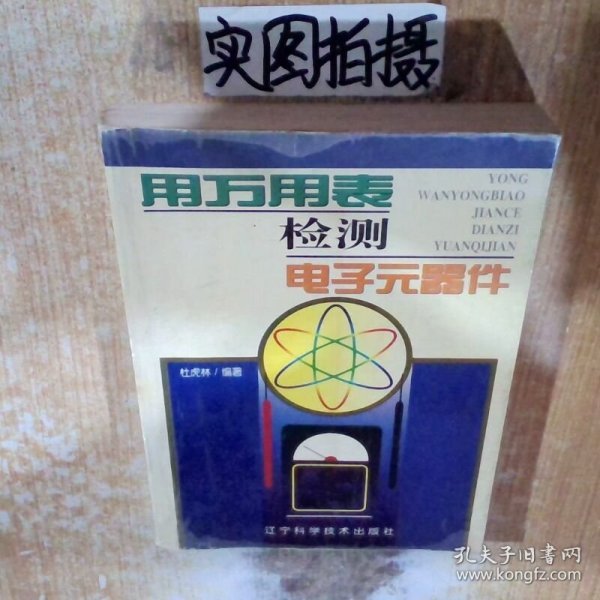 实图拍摄
用万用表
检测
电子元器件
YONG
WANYONGBIAO
JIANCE
DIANZI
YUANQIJIAN
杜虎林/编著
辽宁科学技术出版社
孔夫子旧书网
www.kongfz.com